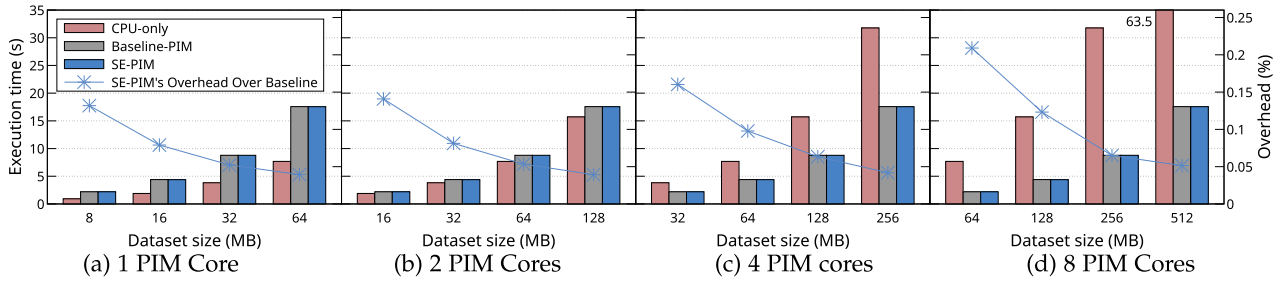 Execution time (s)
35
30
25
20
15
10
5
0
CPU-only
Baseline-PIM
SE-PIM
SE-PIM's Overhead Over Baseline
63.5
0.25
0.2
0.15
0.1
0.05
0
Overhead (%)
8 16 32 64
16 32 64 128
32 64 128 256
64 128 256 512
Dataset size (MB)
Dataset size (MB)
Dataset size (MB)
Dataset size (MB)
(a) 1 PIM Core
(b) 2 PIM Cores
(c) 4 PIM cores
(d) 8 PIM Cores